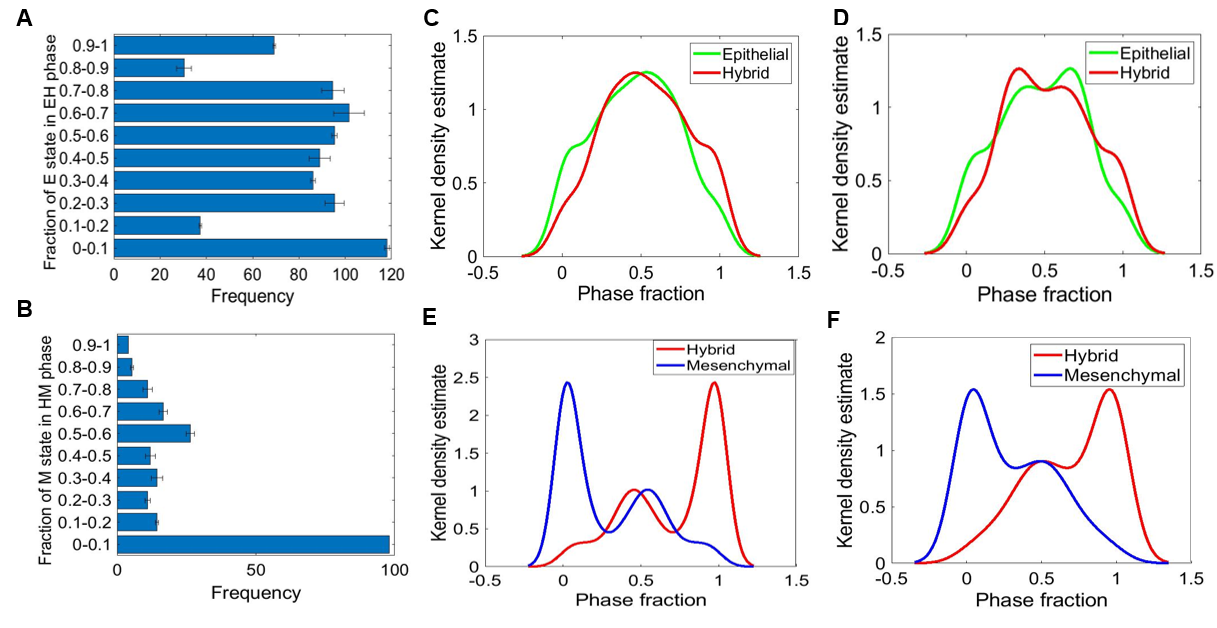 A
Fraction of E state in EH phase
0.9-1
0.8-0.9
0.7-0.8
0.6-0.7
0.5-0.6
0.4-0.5
0.3-0.4
0.2-0.3
0.1-0.2
0-0.1
0 20 40 60 80 100 120
Frequency
C
Kernel density estimate
1.5
1
0.5
0
Epithelial
Hybrid
-0.5 0 0.5 1 1.5
Phase fraction
D
Kernel density estimate
1.5
1
0.5
0
Epithelial
Hybrid
-0.5 0 0.5 1 1.5
Phase fraction
B
Fraction of M state in HM phase
0.9-1
0.8-0.9
0.7-0.8
0.6-0.7
0.5-0.6
0.4-0.5
0.3-0.4
0.2-0.3
0.1-0.2
0-0.1
0 50 100
Frequency
E
Kernel density estimate
3
2.5
2
1.5
1
0.5
0
Hybrid
Mesenchymal
-0.5 0 0.5 1 1.5
Phase fraction
F
Kernel density estimate
2
1.5
1
0.5
0
Hybrid
Mesenchymal
-0.5 0 0.5 1 1.5
Phase fraction